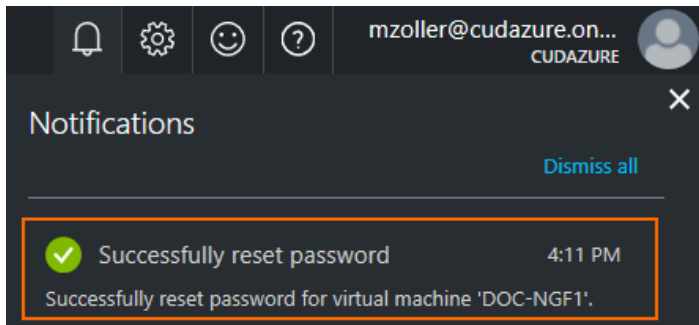 mzoller@cudazure.on...
CUDAZURE
Notifications
Dismiss all
Successfully reset password 4:11 PM
Successfully reset password for virtual machine 'DOC-NGF1'.